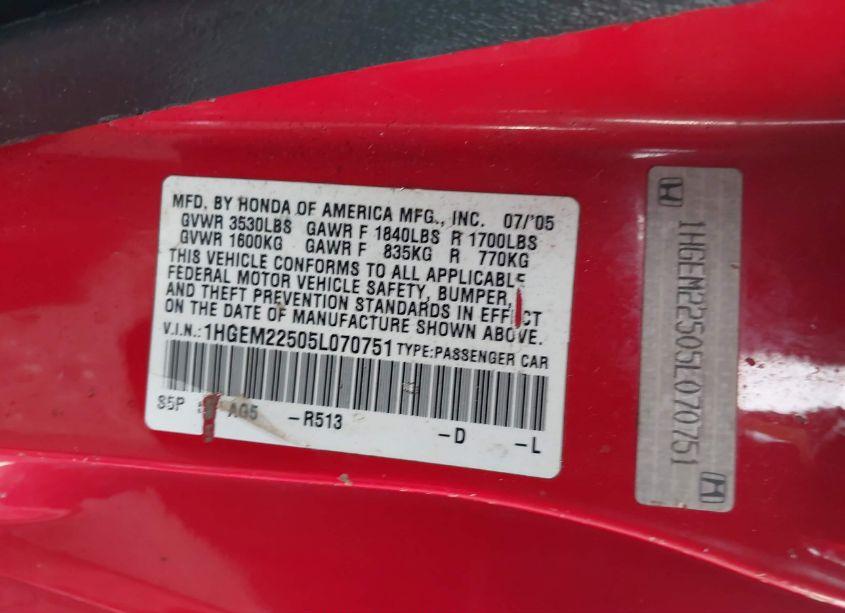 MFD. BY HONDA OF AMERICA MFG., INC. 07/'05
GVWR 3530LBS GAWR F 1840LBS R 1700LBS
GVWR 1600KG GAWR F 835KG R 770KG
THIS VEHICLE CONFORMS TO ALL APPLICABLE
FEDERAL MOTOR VEHICLE SAFETY, BUMPER,
AND THEFT PREVENTION STANDARDS IN EFFECT
ON THE DATE OF MANUFACTURE SHOWN ABOVE.
V.I.N.:1HGEM22505L070751 TYPE:PASSENGER CAR
S5P AG5 -R513 -D -L
1HGEM22505L070751